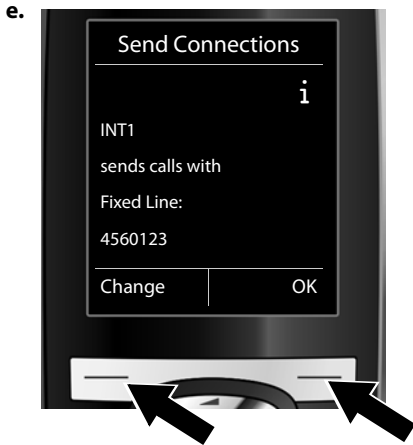 e.
Send Connections
i
INT1
sends calls with
Fixed Line:
4560123
Change OK